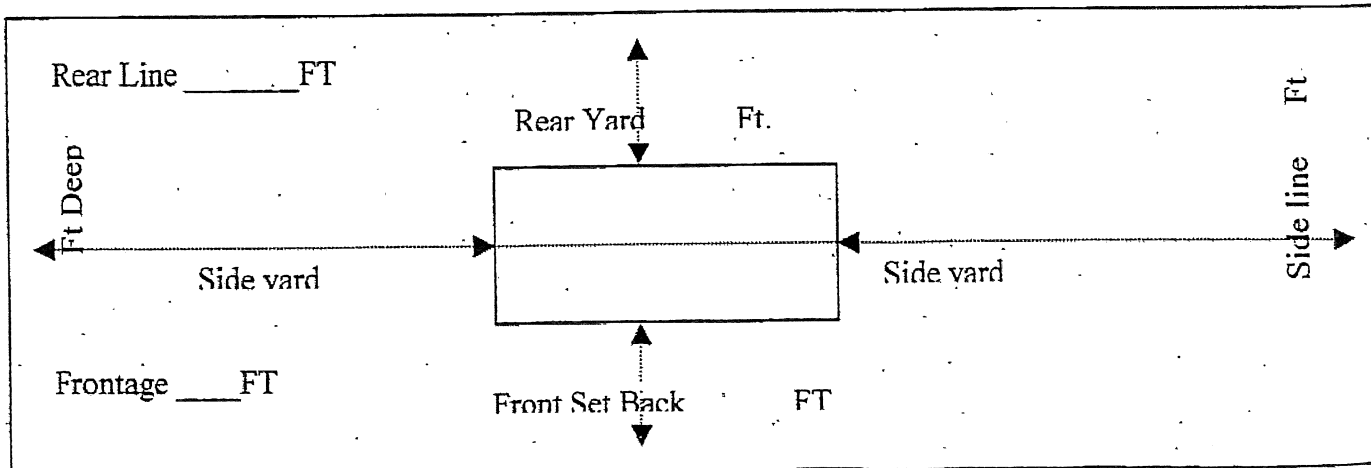 Rear Line _______FT
Rear Yard Ft.
Ft Deep
Side line Ft
Side yard
Side yard
Frontage ____FT
Front Set Back FT